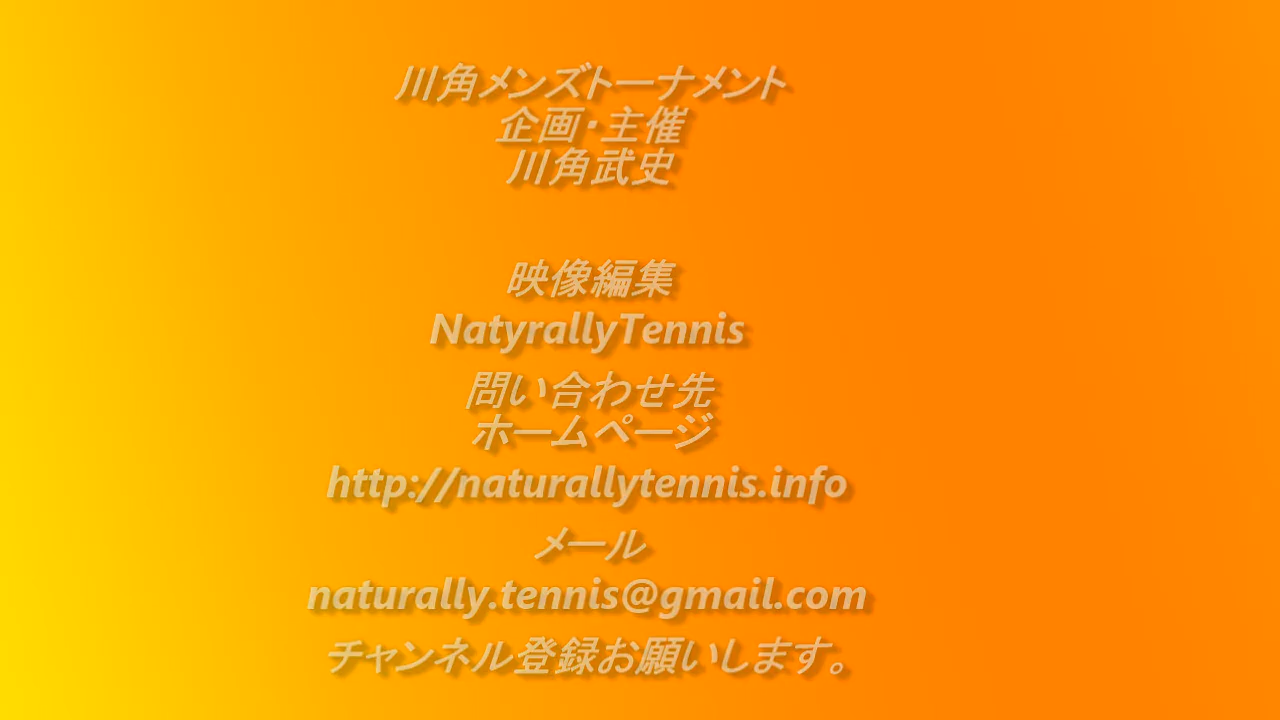 川角メンズトーナメント
企画・主催
川角武史
映像編集
NatyrallyTennis
問い合わせ先
ホームページ
http://naturallytennis.info
メール
naturally.tennis@gmail.com
チャンネル登録お願いします。